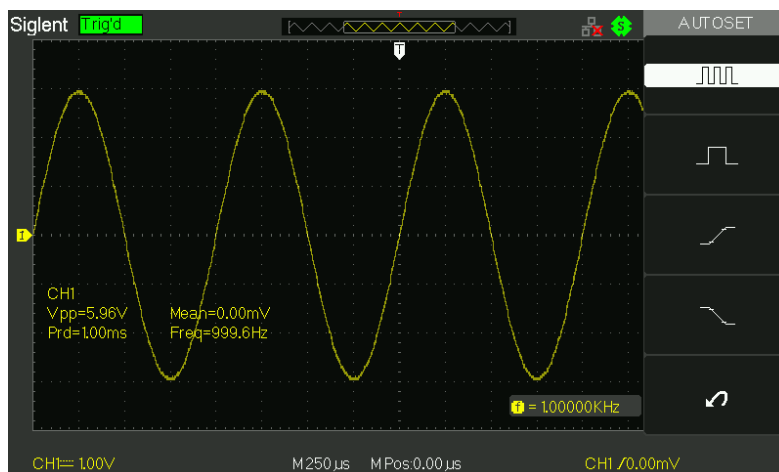 Siglent Trig'd AUTOSET
T
S
CH1
Vpp=5.96V Mean=0.00mV
Prd=1.00ms Freq=999.6Hz
f = 1.00000KHz
CH1 1.00V M250µs M Pos:0.00µs CH1 /0.00mV